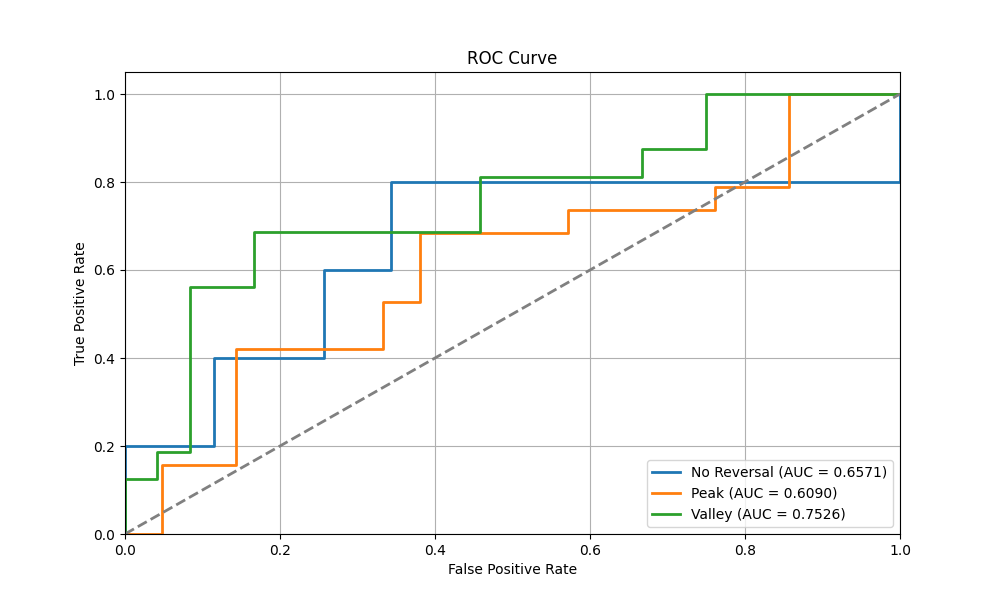 ROC Curve
1.0
0.8
0.6
0.4
0.2
0.0
True Positive Rate
0.0 0.2 0.4 0.6 0.8 1.0
False Positive Rate
No Reversal (AUC = 0.6571)
Peak (AUC = 0.6090)
Valley (AUC = 0.7526)